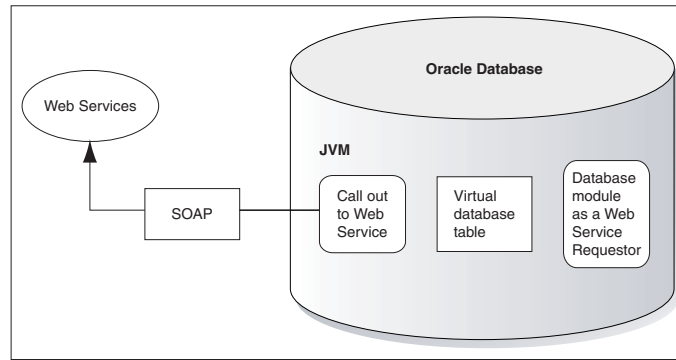 Oracle Database
Web Services
JVM
SOAP
Call out
to Web
Service
Virtual
database
table
Database
module
as a Web
Service
Requestor